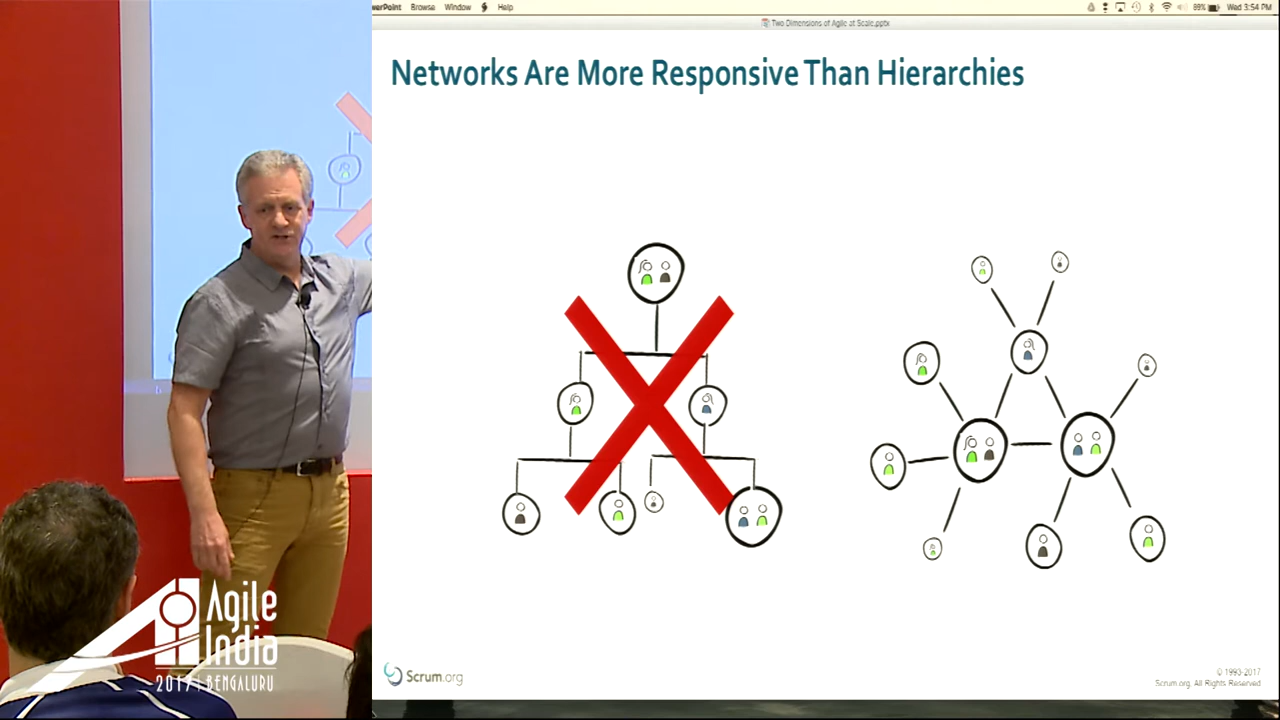 werPoint Browse Window Help
89% Wed 3:54 PM
Two Dimensions of Agile at Scale.pptx
Networks Are More Responsive Than Hierarchies
Agile
India
2017 | BENGALURU
Scrum.org
© 1993-2017
Scrum.org, All Rights Reserved